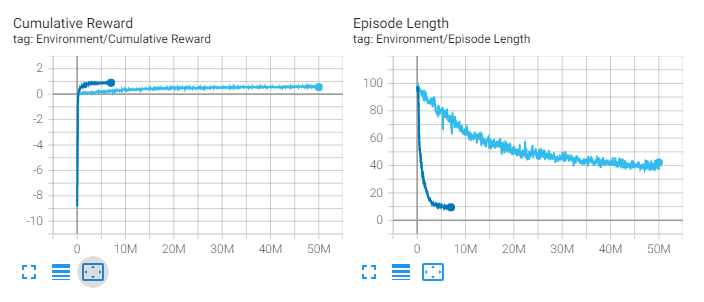 Cumulative Reward
tag: Environment/Cumulative Reward
2
0
-2
-4
-6
-8
-10
0 10M 20M 30M 40M 50M
Episode Length
tag: Environment/Episode Length
100
80
60
40
20
0
0 10M 20M 30M 40M 50M